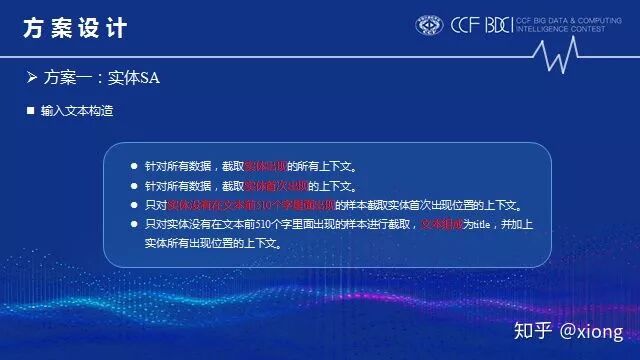 方案设计
CCF BDCI
CCF BIG DATA & COMPUTING
INTELLIGENCE CONTEST
➢ 方案一：实体SA
■ 输入文本构造
● 针对所有数据，截取实体出现的所有上下文。
● 针对所有数据，截取实体首次出现的上下文。
● 只对实体没有在文本前510个字里面出现的样本截取实体首次出现位置的上下文。
● 只对实体没有在文本前510个字里面出现的样本进行截取，文本组成为title，并加上
实体所有出现位置的上下文。
知乎 @xiong